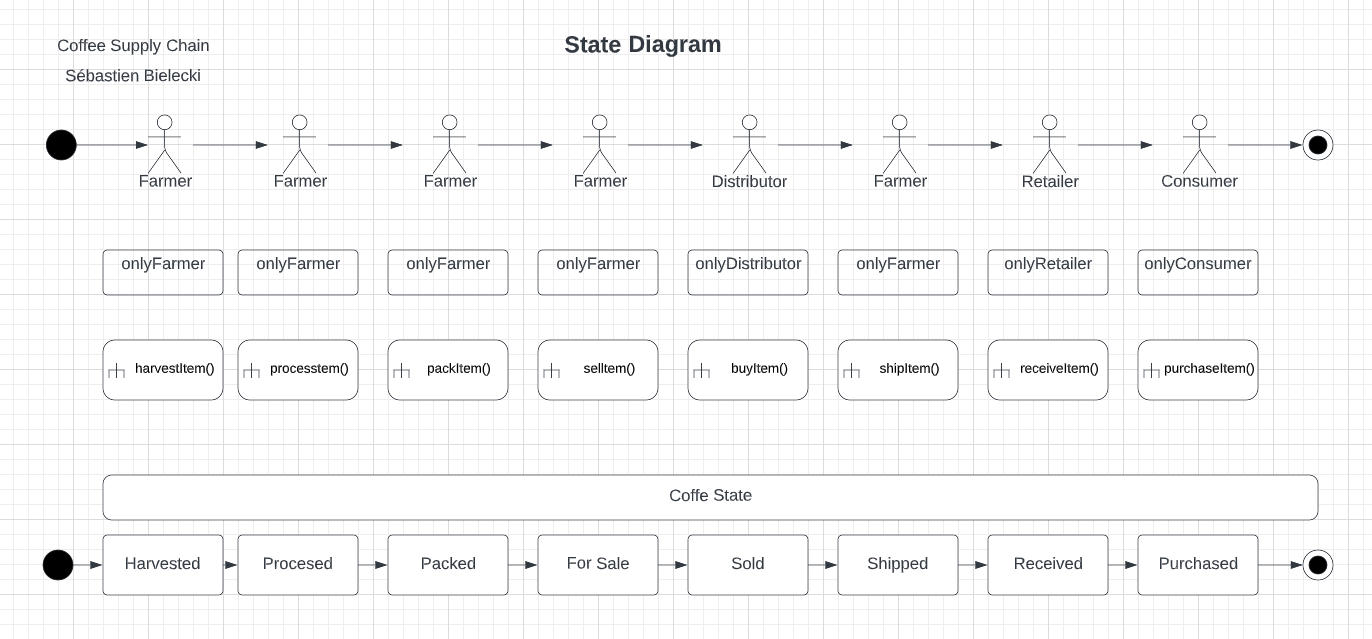 Coffee Supply Chain
State Diagram
Sébastien Bielecki
Farmer
Farmer
Farmer
Farmer
Distributor
Farmer
Retailer
Consumer
onlyFarmer
onlyFarmer
onlyFarmer
onlyFarmer
onlyDistributor
onlyFarmer
onlyRetailer
onlyConsumer
harvestItem()
processtem()
packItem()
selltem()
buyItem()
shipItem()
receiveItem()
purchaseItem()
Coffe State
Harvested
Procesed
Packed
For Sale
Sold
Shipped
Received
Purchased